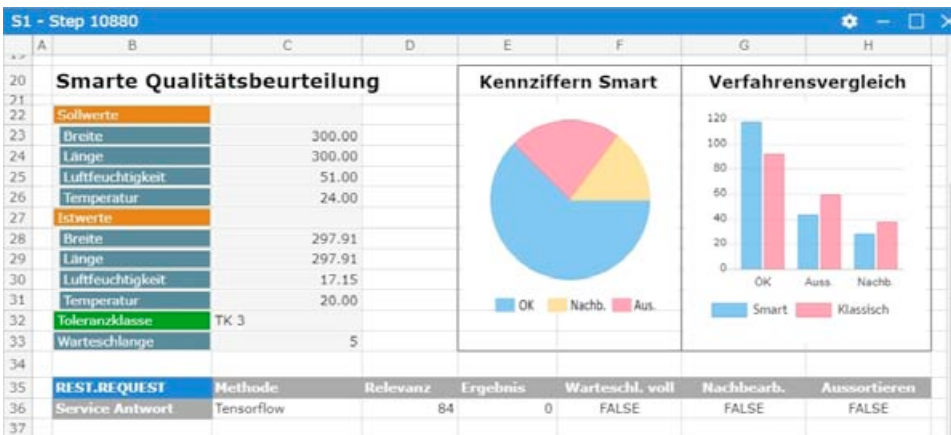 S1 - Step 10880
A B C D E F G H
20 Smarte Qualitätsbeurteilung Kennziffern Smart Verfahrensvergleich
21
22 Sollwerte
23 Breite 300.00
24 Länge 300.00
25 Luftfeuchtigkeit 51.00
26 Temperatur 24.00
27 Istwerte
28 Breite 297.91
29 Länge 297.91
30 Luftfeuchtigkeit 17.15
31 Temperatur 20.00
32 Toleranzklasse TK 3
33 Warteschlange 5
OK Nachb. Aus.
120
100
80
60
40
20
0
OK Auss. Nachb.
Smart Klassisch
34
35 REST.REQUEST Methode Relevanz Ergebnis Warteschl. voll Nachbearb. Aussortieren
36 Service Antwort Tensorflow 84 0 FALSE FALSE FALSE
37